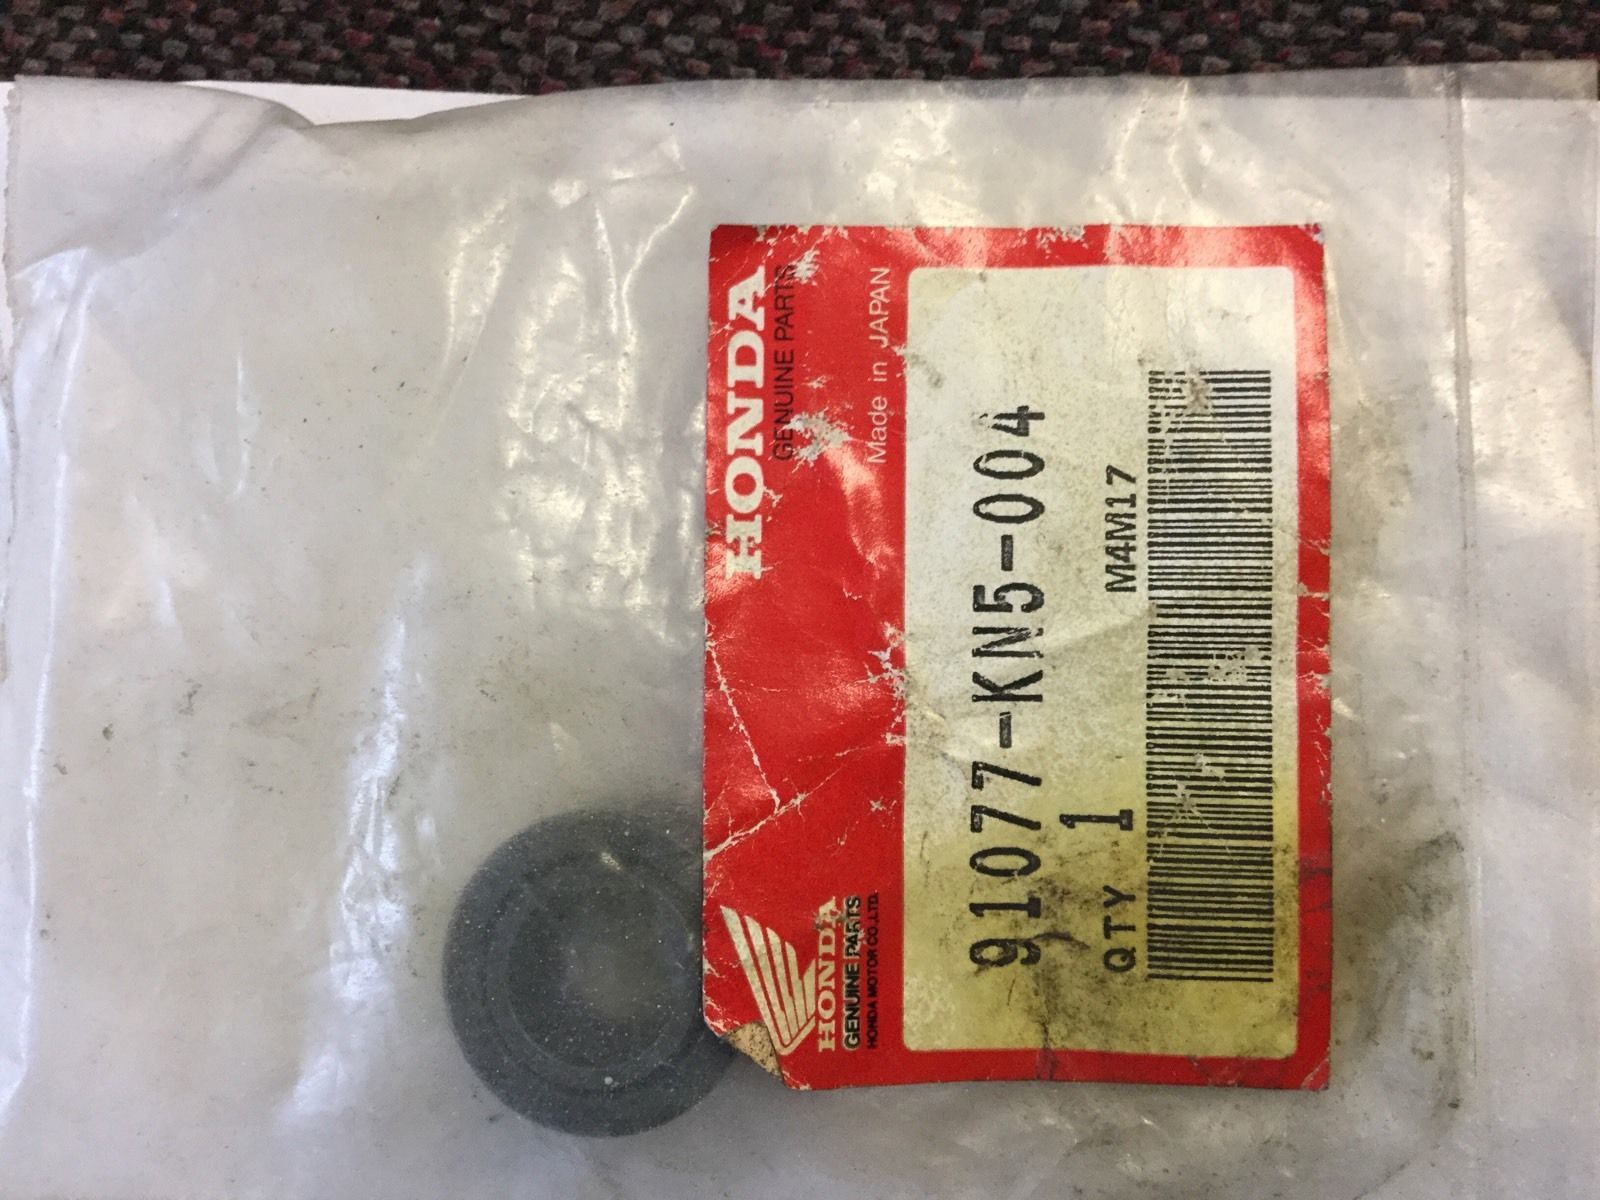 HONDA
GENUINE PARTS
Made in JAPAN
HONDA
GENUINE PARTS
HONDA MOTOR CO.,LTD.
91077-KN5-004
QTY 1
M4M17